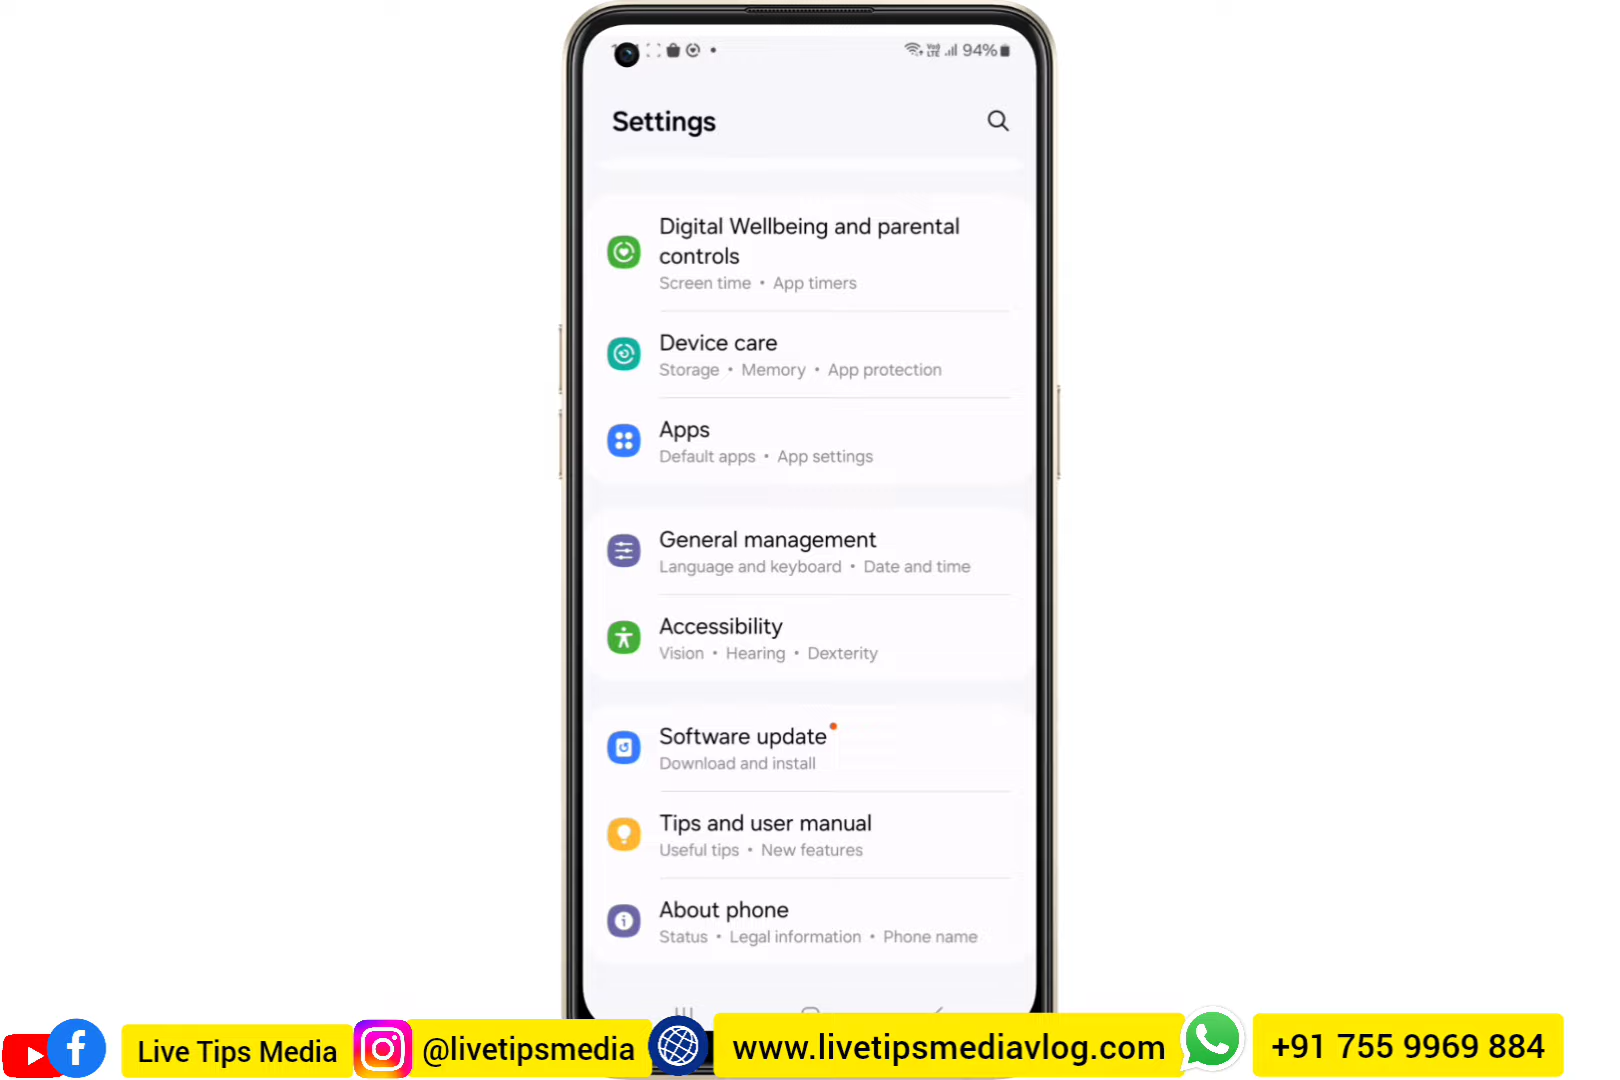 94%
Settings
Digital Wellbeing and parental
controls
Screen time • App timers
Device care
Storage • Memory • App protection
Apps
Default apps • App settings
General management
Language and keyboard • Date and time
Accessibility
Vision • Hearing • Dexterity
Software update
Download and install
Tips and user manual
Useful tips • New features
About phone
Status • Legal information • Phone name
Live Tips Media @livetipsmedia www.livetipsmediavlog.com +91 755 9969 884